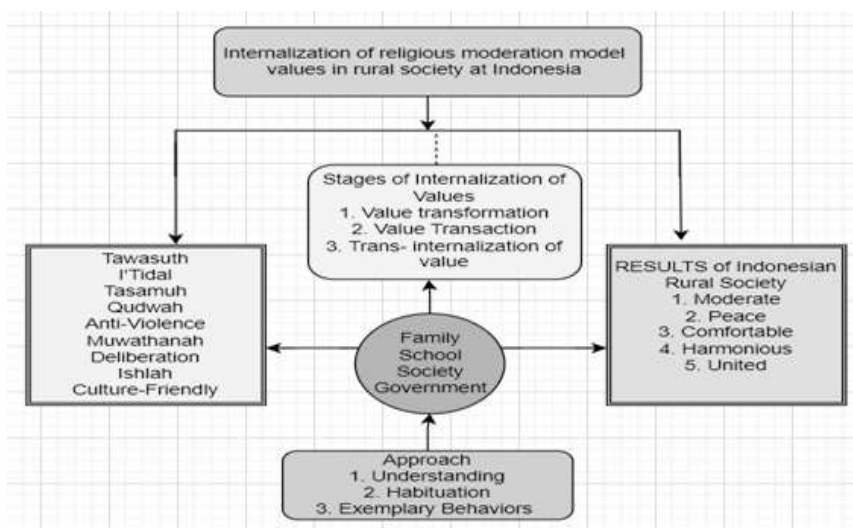 Internalization of religious moderation model
values in rural society at Indonesia
Stages of Internalization of
Values
1. Value transformation
2. Value Transaction
3. Trans- internalization of
value
Tawasuth
I'Tidal
Tasamuh
Qudwah
Anti-Violence
Muwathanah
Deliberation
Ishlah
Culture-Friendly
RESULTS of Indonesian
Rural Society
1. Moderate
2. Peace
3. Comfortable
4. Harmonious
5. United
Family
School
Society
Government
Approach
1. Understanding
2. Habituation
3. Exemplary Behaviors